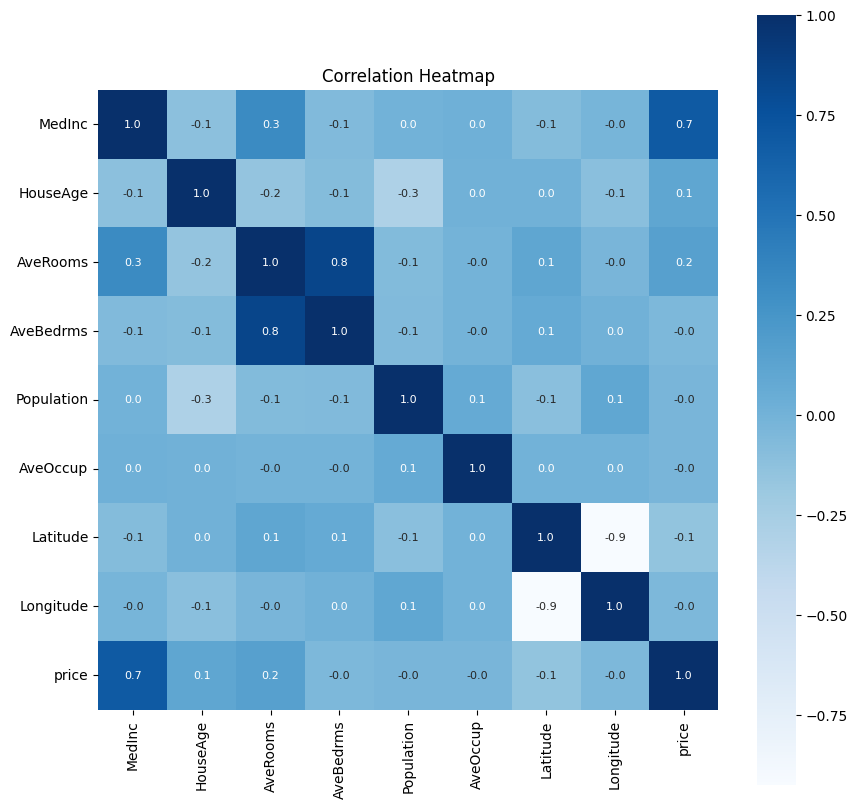 Correlation Heatmap
MedInc 1.0 -0.1 0.3 -0.1 0.0 0.0 -0.1 -0.0 0.7
HouseAge -0.1 1.0 -0.2 -0.1 -0.3 0.0 0.0 -0.1 0.1
AveRooms 0.3 -0.2 1.0 0.8 -0.1 -0.0 0.1 -0.0 0.2
AveBedrms -0.1 -0.1 0.8 1.0 -0.1 -0.0 0.1 0.0 -0.0
Population 0.0 -0.3 -0.1 -0.1 1.0 0.1 -0.1 0.1 -0.0
AveOccup 0.0 0.0 -0.0 -0.0 0.1 1.0 0.0 0.0 -0.0
Latitude -0.1 0.0 0.1 0.1 -0.1 0.0 1.0 -0.9 -0.1
Longitude -0.0 -0.1 -0.0 0.0 0.1 0.0 -0.9 1.0 -0.0
price 0.7 0.1 0.2 -0.0 -0.0 -0.0 -0.1 -0.0 1.0
MedInc HouseAge AveRooms AveBedrms Population AveOccup Latitude Longitude price
1.00
0.75
0.50
0.25
0.00
−0.25
−0.50
−0.75